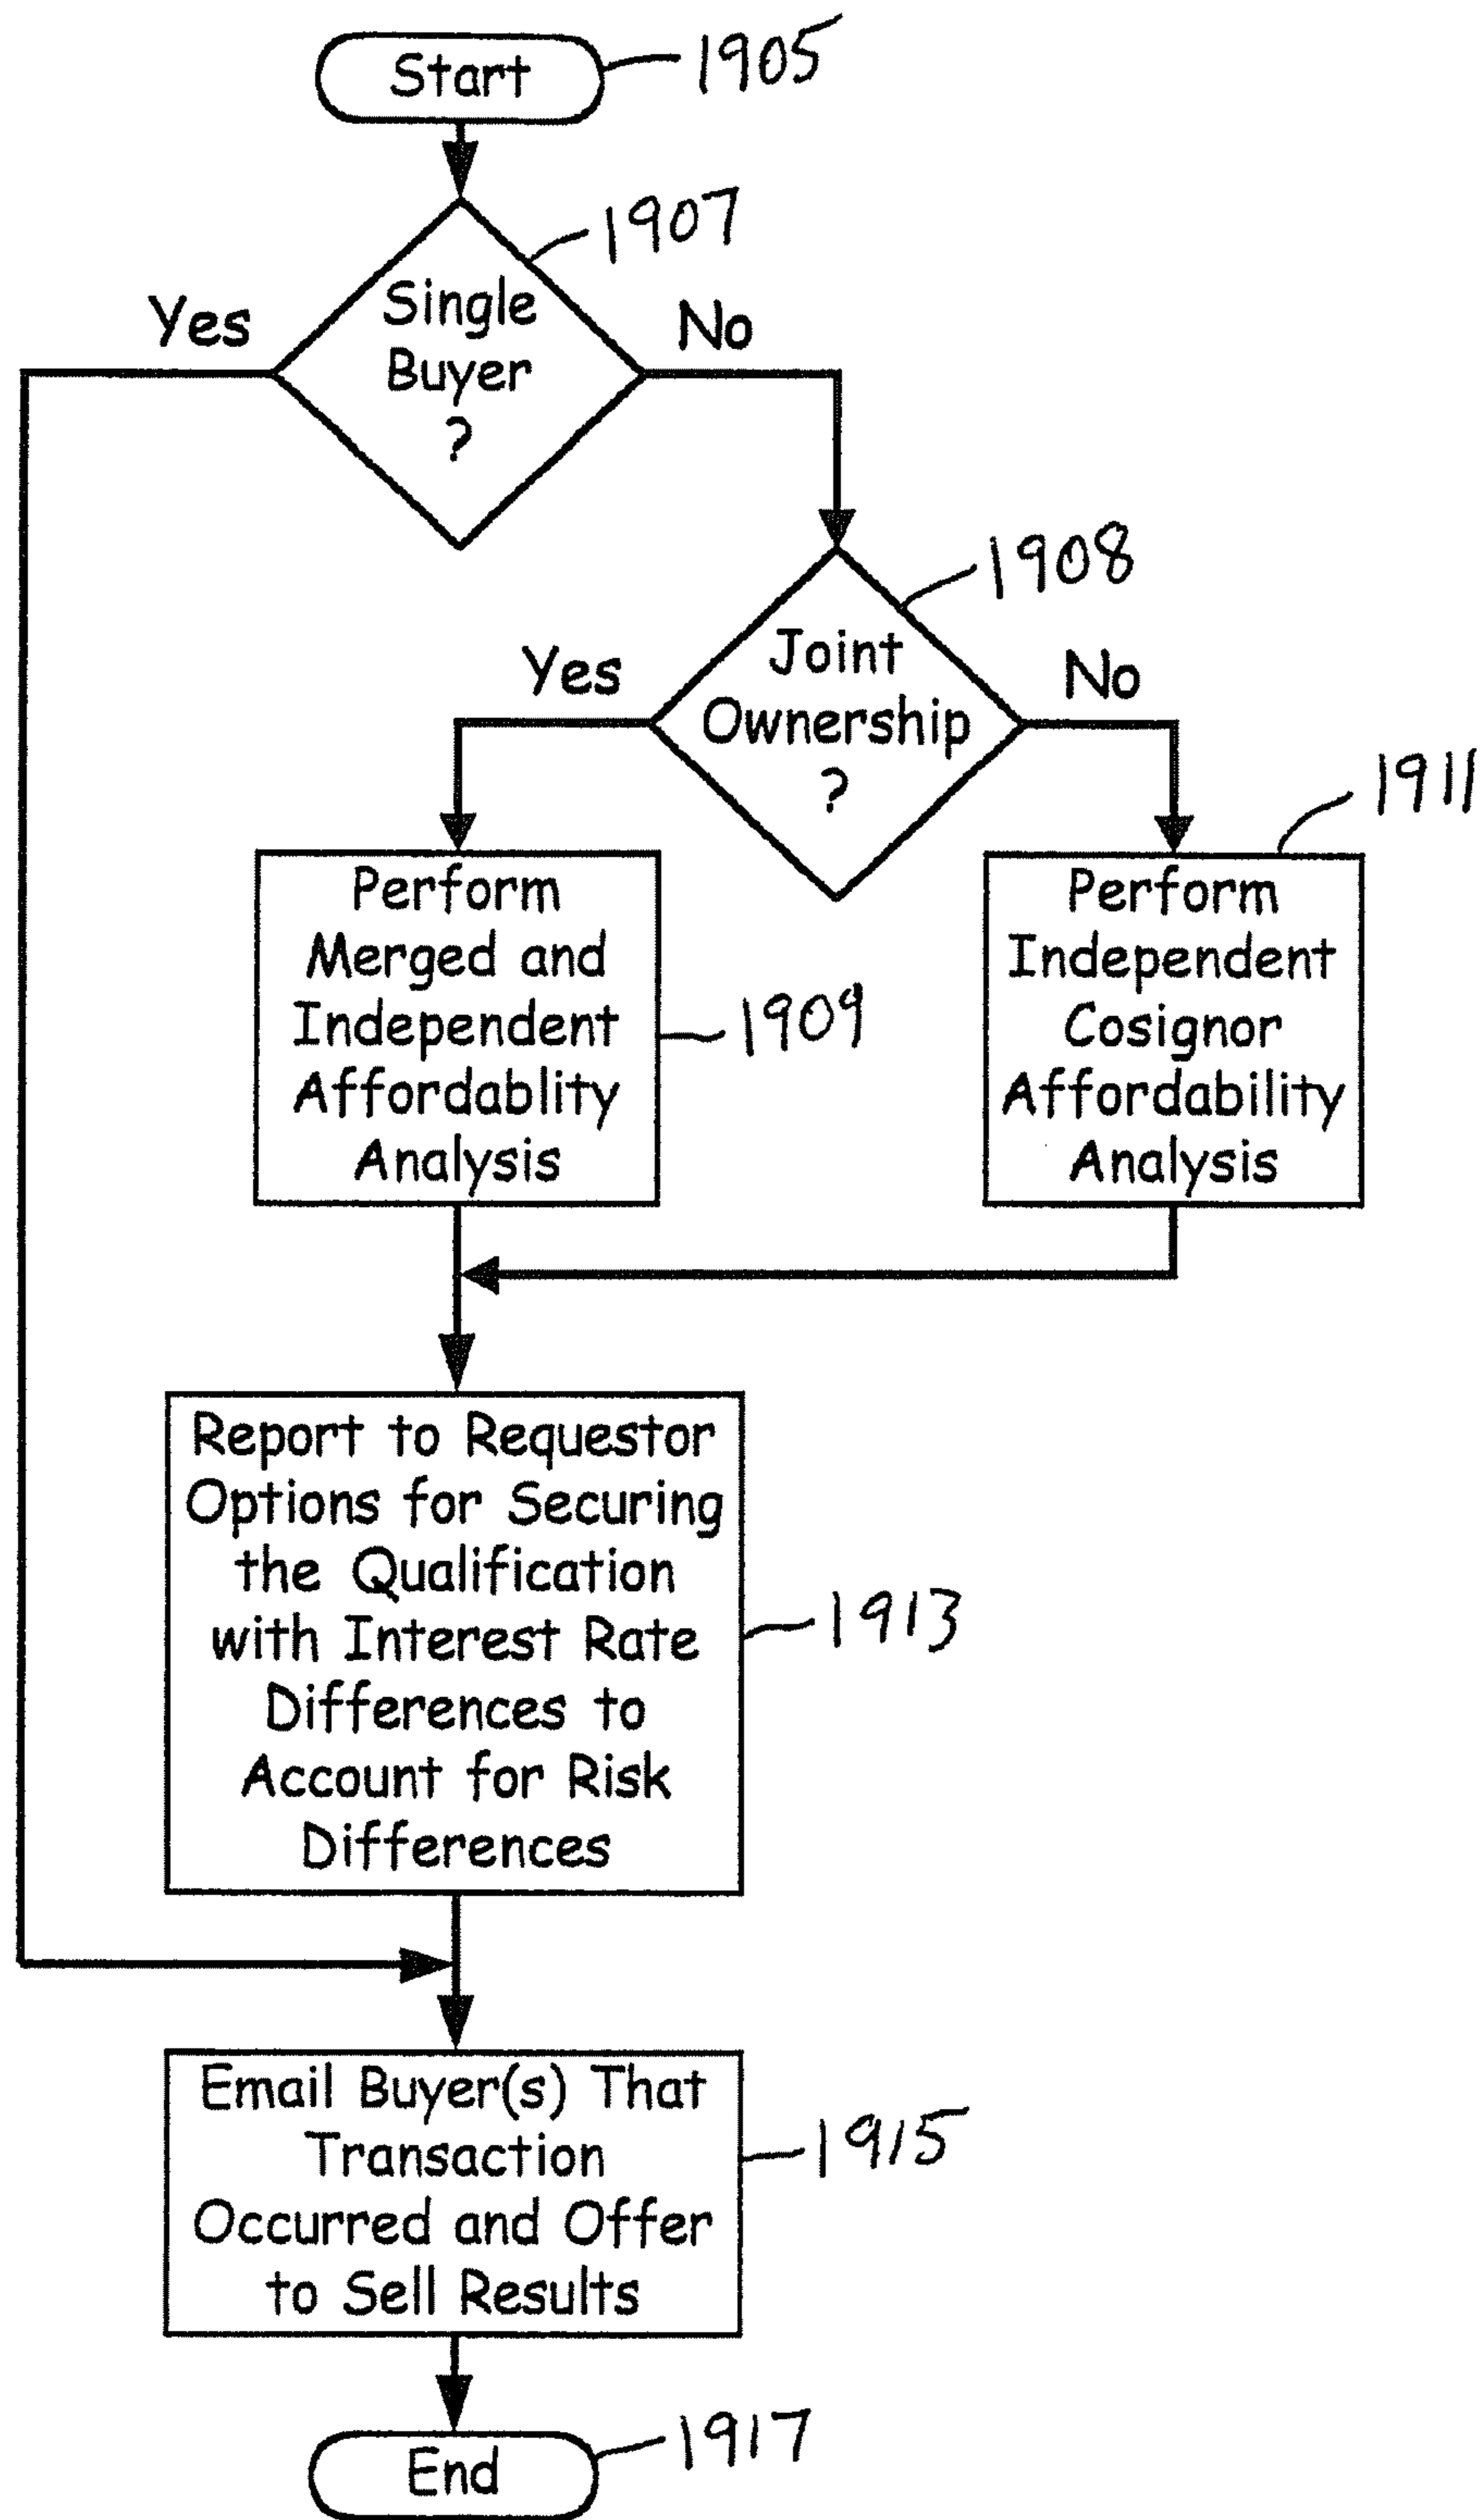 Start
1905
1907
Single
Buyer
?
Yes
No
1908
Joint
Ownership
?
Yes
No
1911
Perform
Merged and
Independent
Affordablity
Analysis
1909
Perform
Independent
Cosignor
Affordability
Analysis
Report to Requestor
Options for Securing
the Qualification
with Interest Rate
Differences to
Account for Risk
Differences
1913
Email Buyer(s) That
Transaction
Occurred and Offer
to Sell Results
1915
End
1917